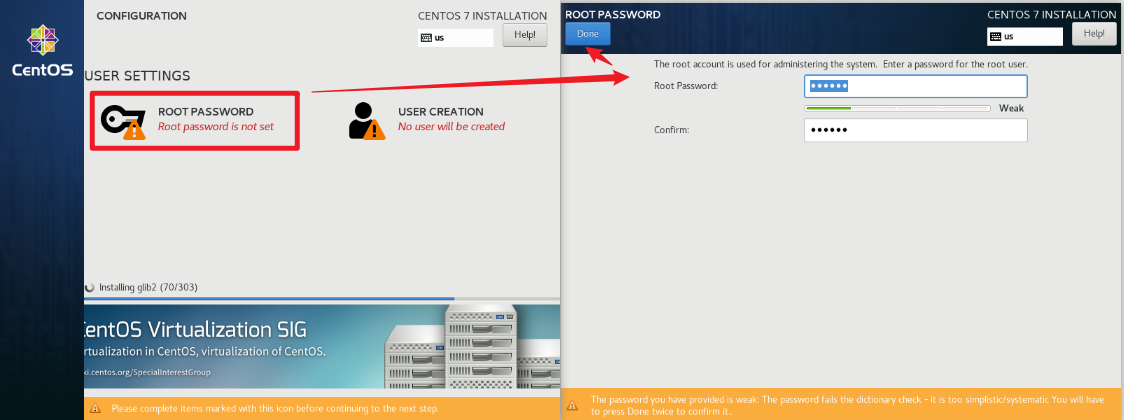 CentOS
CONFIGURATION
CENTOS 7 INSTALLATION
us
Help!
USER SETTINGS
ROOT PASSWORD
Root password is not set
USER CREATION
No user will be created
Installing glib2 (70/303)
CentOS Virtualization SIG
rtualization in CentOS, virtualization of CentOS.
ki.centos.org/SpecialInterestGroup
Please complete items marked with this icon before continuing to the next step.
ROOT PASSWORD
CENTOS 7 INSTALLATION
Done
us
Help!
The root account is used for administering the system. Enter a password for the root user.
Root Password: ••••••
Weak
Confirm: ••••••
The password you have provided is weak: The password fails the dictionary check - it is too simplistic/systematic You will have
to press Done twice to confirm it..